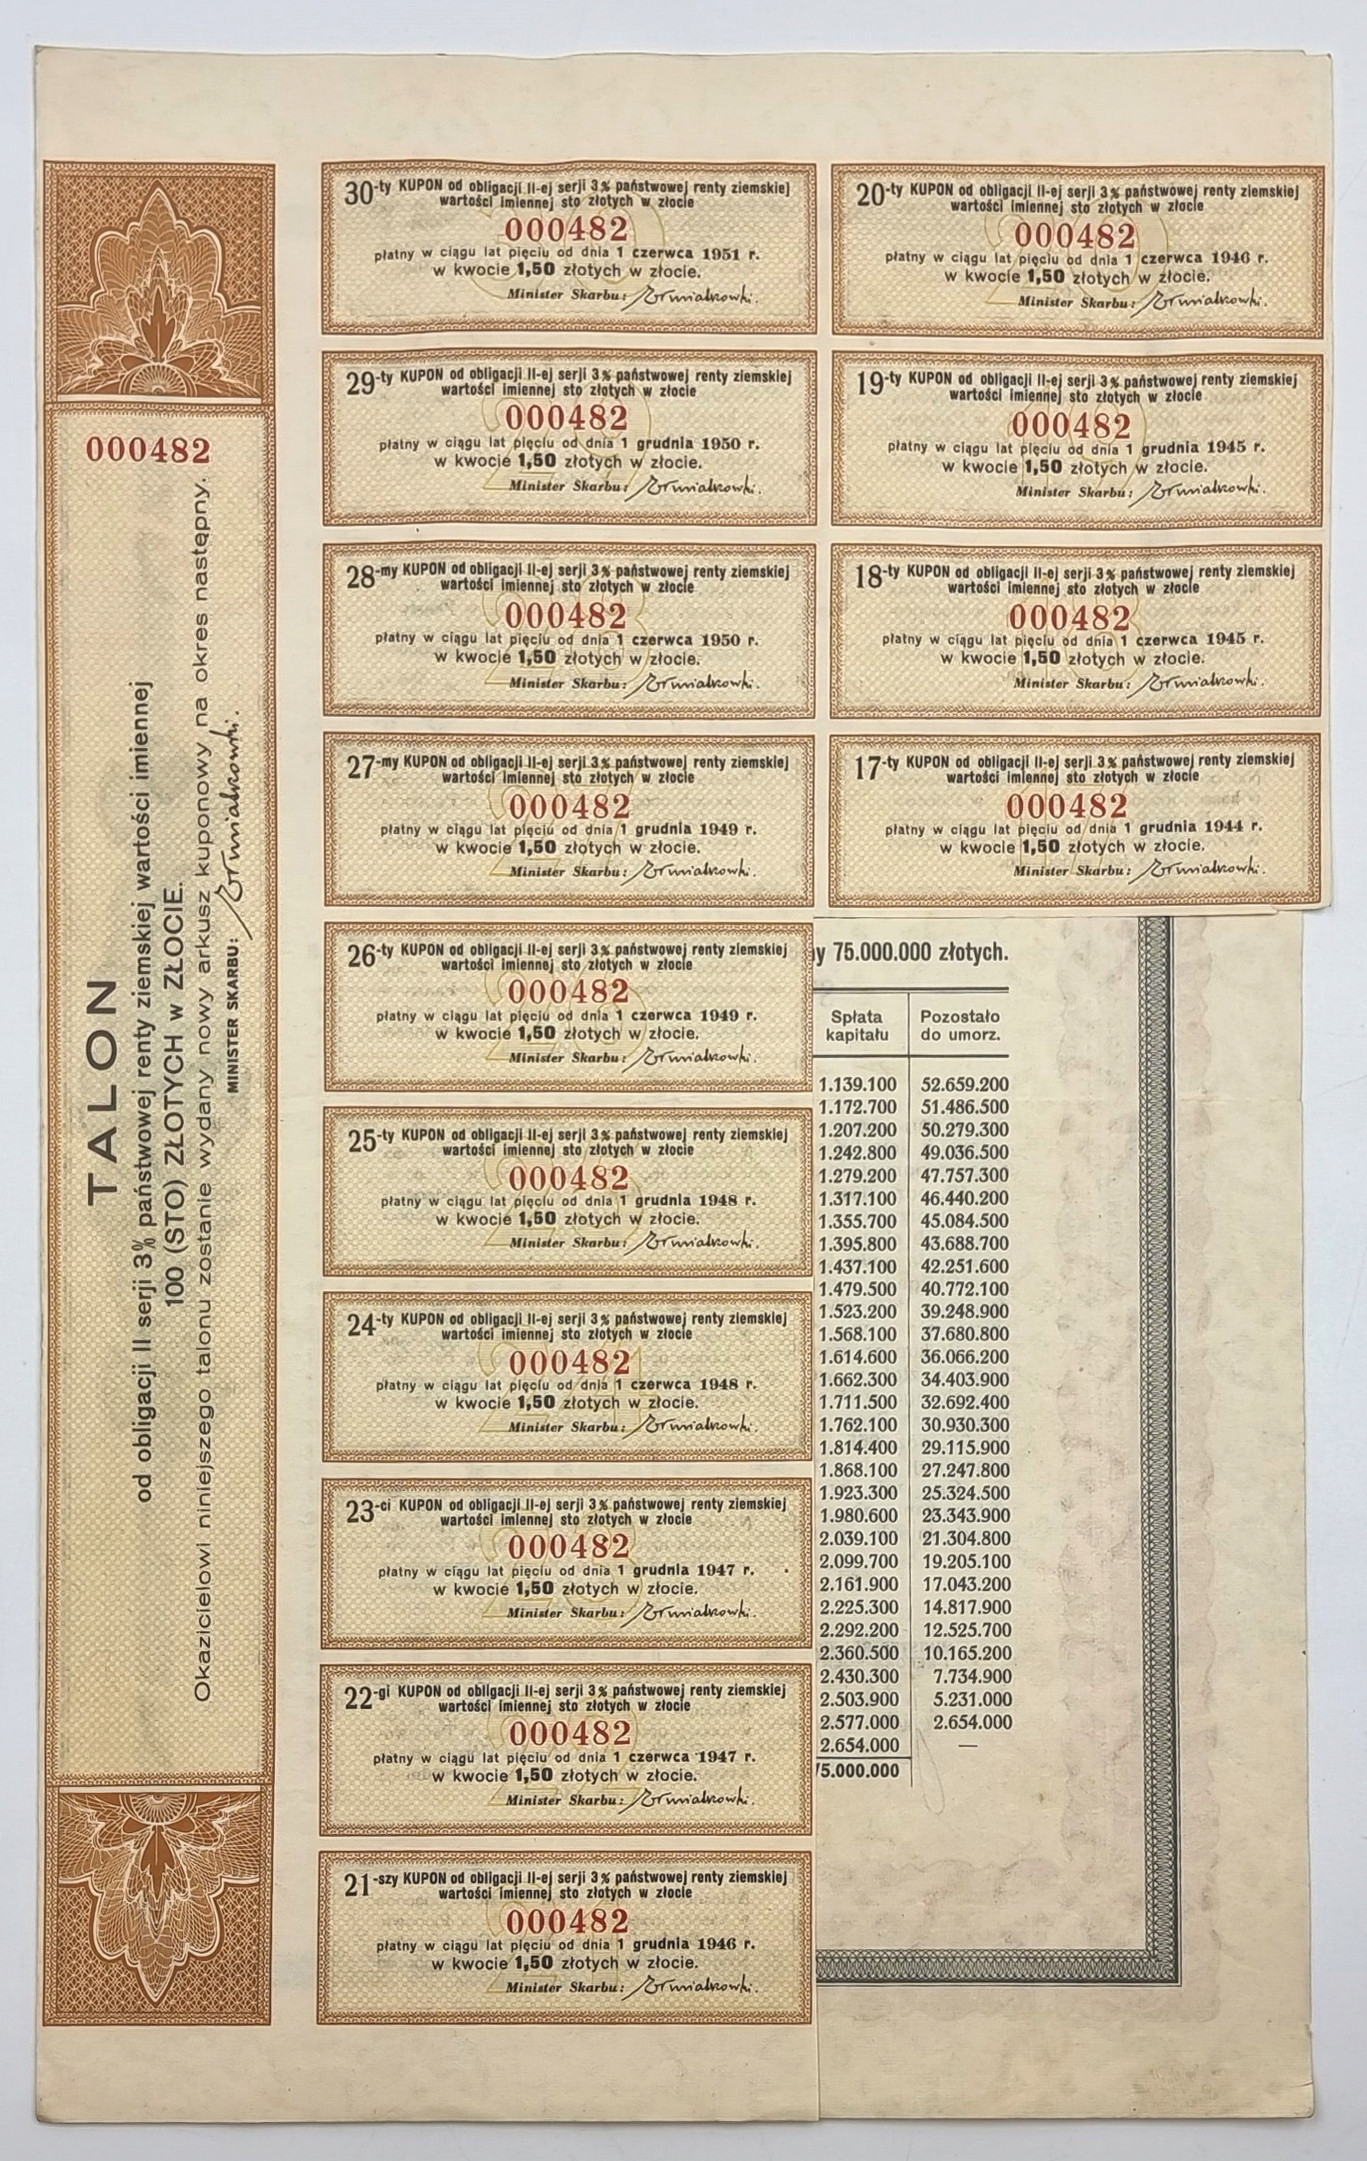 000482
TALON
od obligacji II serji 3% państwowej renty ziemskiej wartości imiennej
100 (STO) ZŁOTYCH w ZŁOCIE.
Okazicielowi niniejszego talonu zostanie wydany nowy arkusz kuponowy na okres następny.
MINISTER SKARBU:
30-ty KUPON od obligacji II-ej serji 3% państwowej renty ziemskiej
wartości imiennej sto złotych w złocie
000482
płatny w ciągu lat pięciu od dnia 1 czerwca 1951 r.
w kwocie 1,50 złotych w złocie.
Minister Skarbu:
29-ty KUPON od obligacji II-ej serji 3% państwowej renty ziemskiej
wartości imiennej sto złotych w złocie
000482
płatny w ciągu lat pięciu od dnia 1 grudnia 1950 r.
w kwocie 1,50 złotych w złocie.
Minister Skarbu:
28-my KUPON od obligacji II-ej serji 3% państwowej renty ziemskiej
wartości imiennej sto złotych w złocie
000482
płatny w ciągu lat pięciu od dnia 1 czerwca 1950 r.
w kwocie 1,50 złotych w złocie.
Minister Skarbu:
27-my KUPON od obligacji II-ej serji 3% państwowej renty ziemskiej
wartości imiennej sto złotych w złocie
000482
płatny w ciągu lat pięciu od dnia 1 grudnia 1949 r.
w kwocie 1,50 złotych w złocie.
Minister Skarbu:
26-ty KUPON od obligacji II-ej serji 3% państwowej renty ziemskiej
wartości imiennej sto złotych w złocie
000482
płatny w ciągu lat pięciu od dnia 1 czerwca 1949 r.
w kwocie 1,50 złotych w złocie.
Minister Skarbu:
25-ty KUPON od obligacji II-ej serji 3% państwowej renty ziemskiej
wartości imiennej sto złotych w złocie
000482
płatny w ciągu lat pięciu od dnia 1 grudnia 1948 r.
w kwocie 1,50 złotych w złocie.
Minister Skarbu:
24-ty KUPON od obligacji II-ej serji 3% państwowej renty ziemskiej
wartości imiennej sto złotych w złocie
000482
płatny w ciągu lat pięciu od dnia 1 czerwca 1948 r.
w kwocie 1,50 złotych w złocie.
Minister Skarbu:
23-ci KUPON od obligacji II-ej serji 3% państwowej renty ziemskiej
wartości imiennej sto złotych w złocie
000482
płatny w ciągu lat pięciu od dnia 1 grudnia 1947 r.
w kwocie 1,50 złotych w złocie.
Minister Skarbu:
22-gi KUPON od obligacji II-ej serji 3% państwowej renty ziemskiej
wartości imiennej sto złotych w złocie
000482
płatny w ciągu lat pięciu od dnia 1 czerwca 1947 r.
w kwocie 1,50 złotych w złocie.
Minister Skarbu:
21-szy KUPON od obligacji II-ej serji 3% państwowej renty ziemskiej
wartości imiennej sto złotych w złocie
000482
płatny w ciągu lat pięciu od dnia 1 grudnia 1946 r.
w kwocie 1,50 złotych w złocie.
Minister Skarbu:
20-ty KUPON od obligacji II-ej serji 3% państwowej renty ziemskiej
wartości imiennej sto złotych w złocie
000482
płatny w ciągu lat pięciu od dnia 1 czerwca 1946 r.
w kwocie 1,50 złotych w złocie.
Minister Skarbu:
19-ty KUPON od obligacji II-ej serji 3% państwowej renty ziemskiej
wartości imiennej sto złotych w złocie
000482
płatny w ciągu lat pięciu od dnia 1 grudnia 1945 r.
w kwocie 1,50 złotych w złocie.
Minister Skarbu:
18-ty KUPON od obligacji II-ej serji 3% państwowej renty ziemskiej
wartości imiennej sto złotych w złocie
000482
płatny w ciągu lat pięciu od dnia 1 czerwca 1945 r.
w kwocie 1,50 złotych w złocie.
Minister Skarbu:
17-ty KUPON od obligacji II-ej serji 3% państwowej renty ziemskiej
wartości imiennej sto złotych w złocie
000482
płatny w ciągu lat pięciu od dnia 1 grudnia 1944 r.
w kwocie 1,50 złotych w złocie.
Minister Skarbu:
y 75.000.000 złotych.
Spłata Pozostało
kapitału do umorz.
1.139.100 52.659.200
1.172.700 51.486.500
1.207.200 50.279.300
1.242.800 49.036.500
1.279.200 47.757.300
1.317.100 46.440.200
1.355.700 45.084.500
1.395.800 43.688.700
1.437.100 42.251.600
1.479.500 40.772.100
1.523.200 39.248.900
1.568.100 37.680.800
1.614.600 36.066.200
1.662.300 34.403.900
1.711.500 32.692.400
1.762.100 30.930.300
1.814.400 29.115.900
1.868.100 27.247.800
1.923.300 25.324.500
1.980.600 23.343.900
2.039.100 21.304.800
2.099.700 19.205.100
2.161.900 17.043.200
2.225.300 14.817.900
2.292.200 12.525.700
2.360.500 10.165.200
2.430.300 7.734.900
2.503.900 5.231.000
2.577.000 2.654.000
2.654.000 —
75.000.000